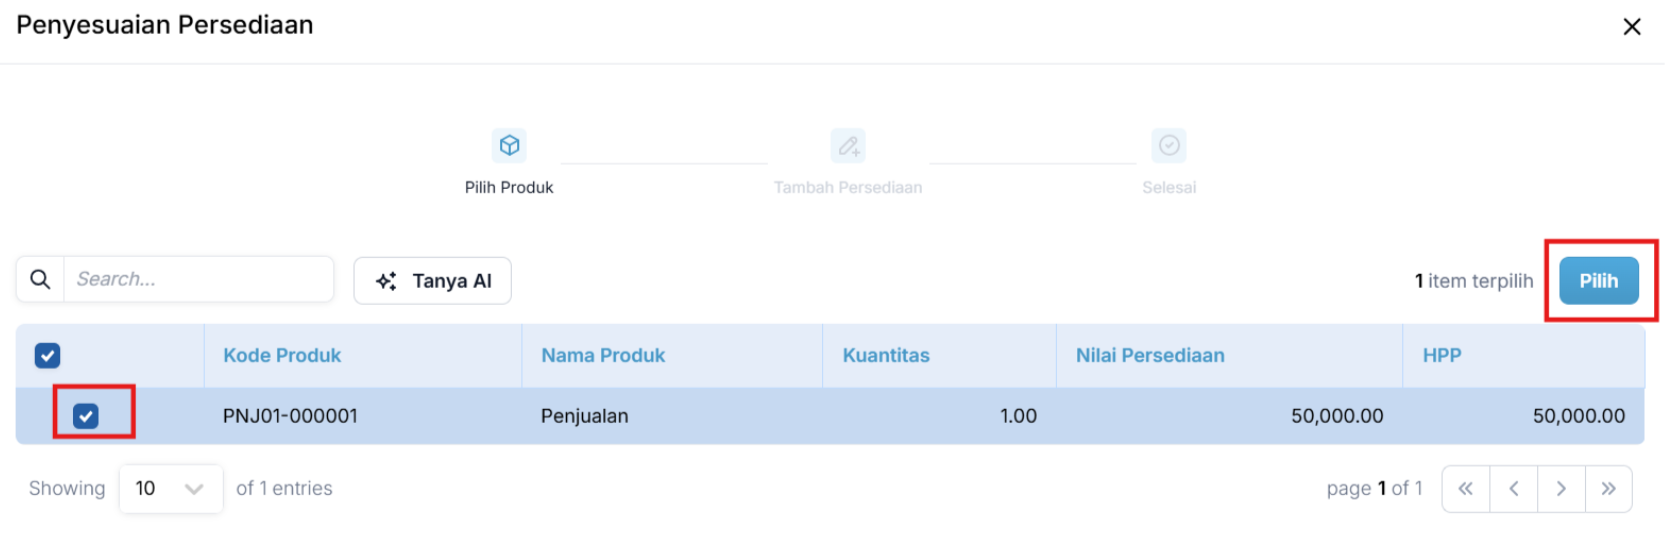 Penyesuaian Persediaan
Pilih Produk
Tambah Persediaan
Selesai
Search...
Tanya AI
1 item terpilih
Pilih
Kode Produk Nama Produk Kuantitas Nilai Persediaan HPP
PNJ01-000001 Penjualan 1.00 50,000.00 50,000.00
Showing 10 of 1 entries
page 1 of 1